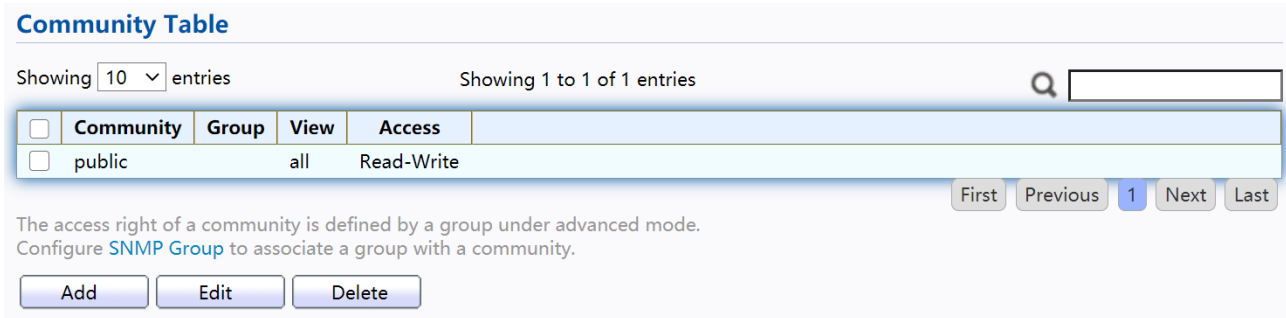 Community Table
Showing 10 entries Showing 1 to 1 of 1 entries
Community Group View Access
public all Read-Write
First Previous 1 Next Last
The access right of a community is defined by a group under advanced mode.
Configure SNMP Group to associate a group with a community.
Add Edit Delete